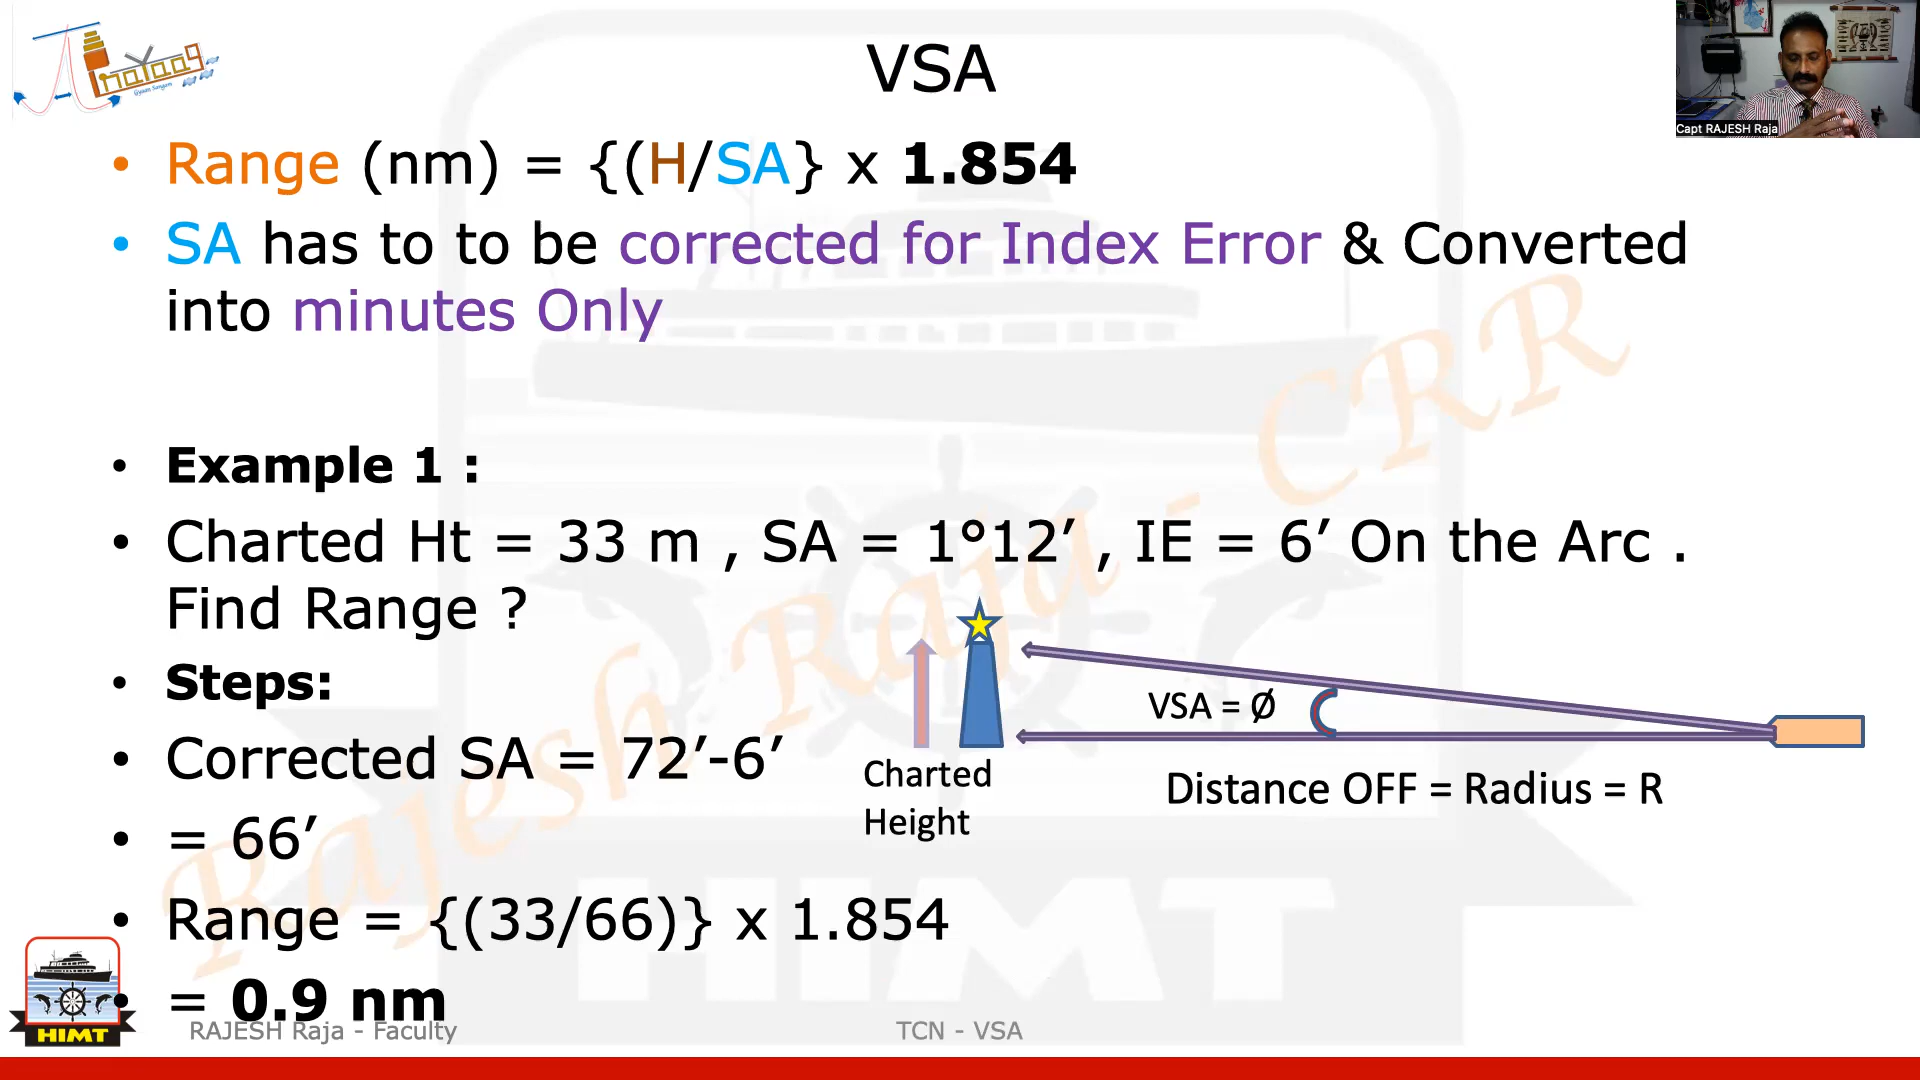 VSA
Capt RAJESH Raja
• Range (nm) = {(H/SA} x 1.854
• SA has to to be corrected for Index Error & Converted
into minutes Only
• Example 1 :
• Charted Ht = 33 m , SA = 1°12’ , IE = 6’ On the Arc .
Find Range ?
• Steps:
• Corrected SA = 72’-6’
• = 66’
• Range = {(33/66)} x 1.854
• = 0.9 nm
VSA = Ø
Charted
Height
Distance OFF = Radius = R
Rajesh Raja - CRR
HIMT
HIMT
RAJESH Raja - Faculty
TCN - VSA